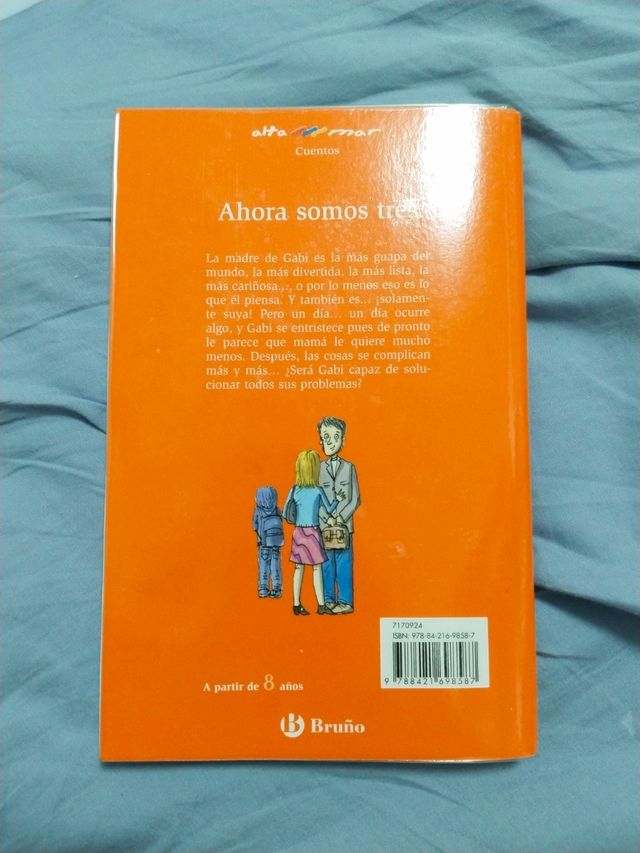 alta mar
Cuentos
Ahora somos tres
La madre de Gabi es la más guapa del
mundo, la más divertida, la más lista, la
más cariñosa..., o por lo menos eso es lo
que él piensa. Y también es... ¡solamen-
te suya! Pero un día... un día ocurre
algo, y Gabi se entristece pues de pronto
le parece que mamá le quiere mucho
menos. Después, las cosas se complican
más y más... ¿Será Gabi capaz de solu-
cionar todos sus problemas?
7170924
ISBN: 978-84-216-9858-7
9 788421 698587
A partir de 8 años
B Bruño